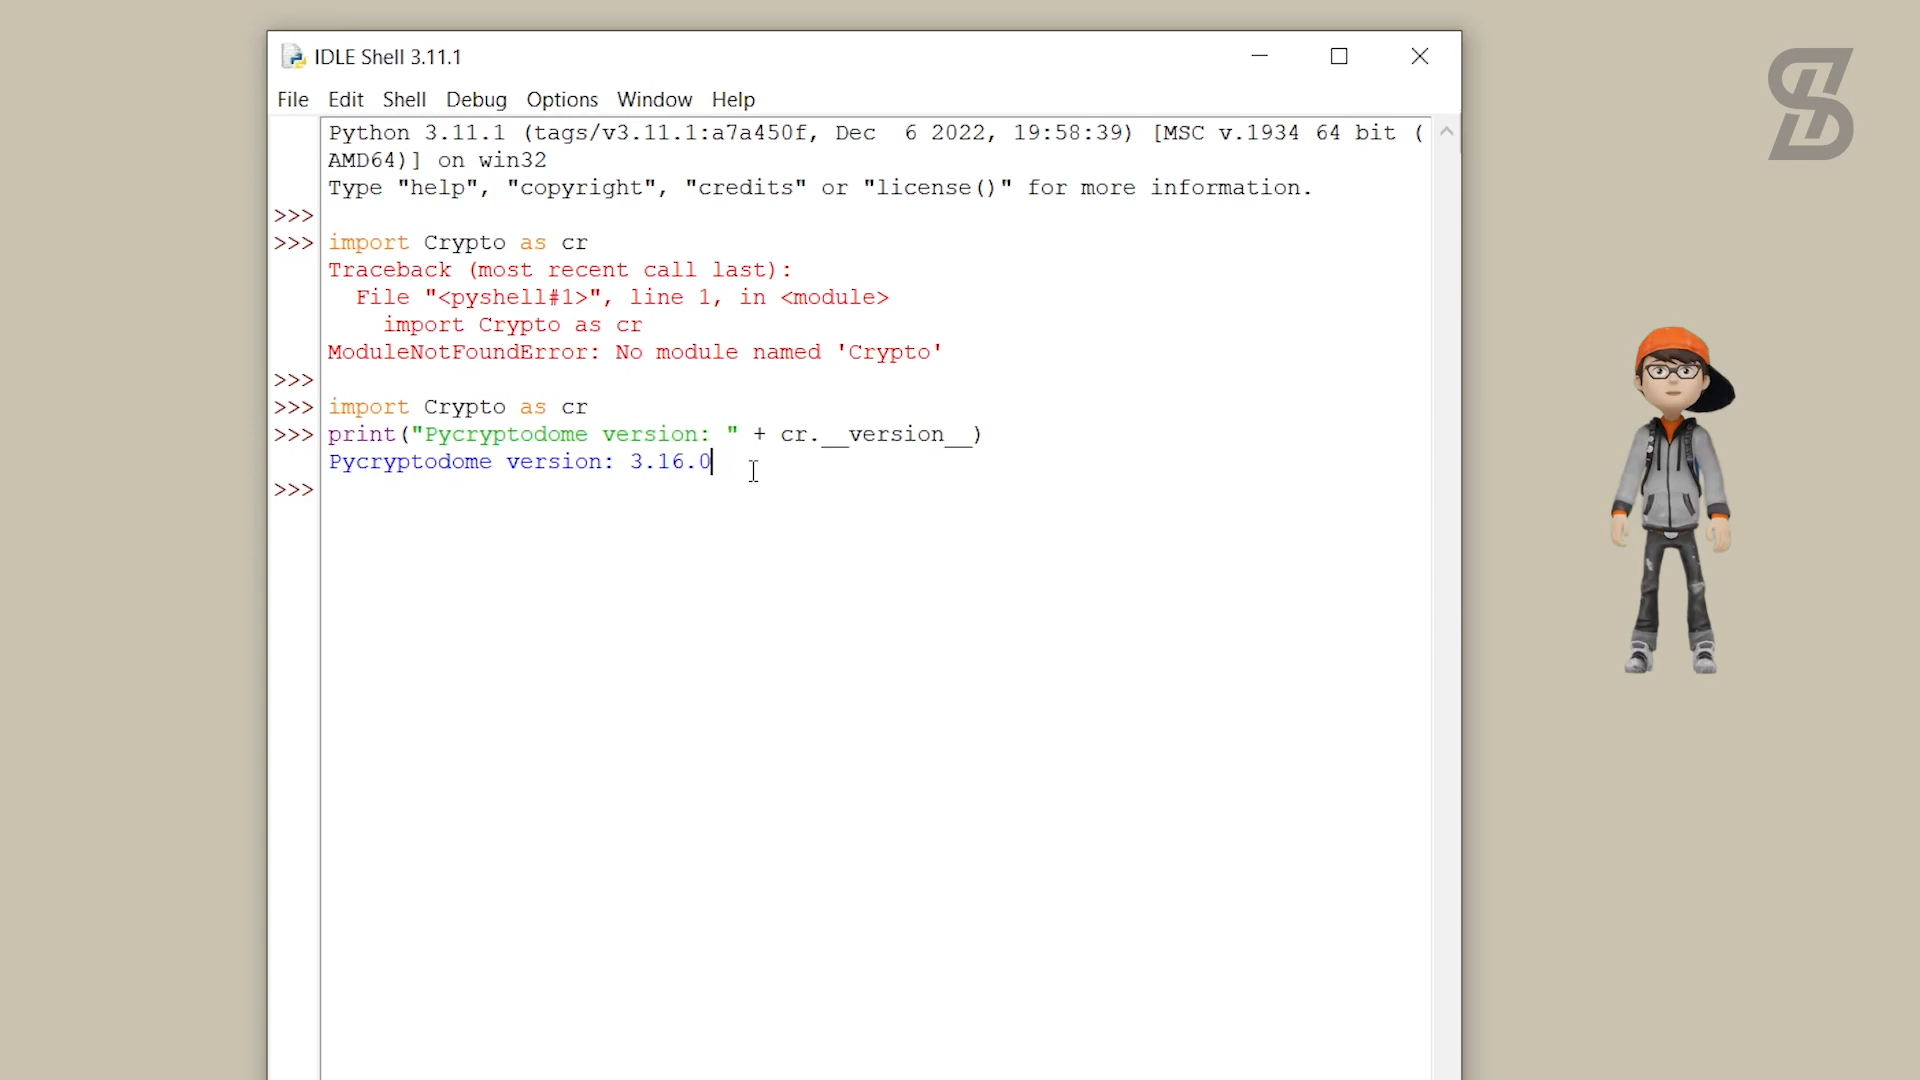 IDLE Shell 3.11.1
File Edit Shell Debug Options Window Help
Python 3.11.1 (tags/v3.11.1:a7a450f, Dec  6 2022, 19:58:39) [MSC v.1934 64 bit (
AMD64)] on win32
Type "help", "copyright", "credits" or "license()" for more information.
>>>
>>> import Crypto as cr
Traceback (most recent call last):
  File "<pyshell#1>", line 1, in <module>
    import Crypto as cr
ModuleNotFoundError: No module named 'Crypto'
>>>
>>> import Crypto as cr
>>> print("Pycryptodome version: " + cr.__version__)
Pycryptodome version: 3.16.0
>>>